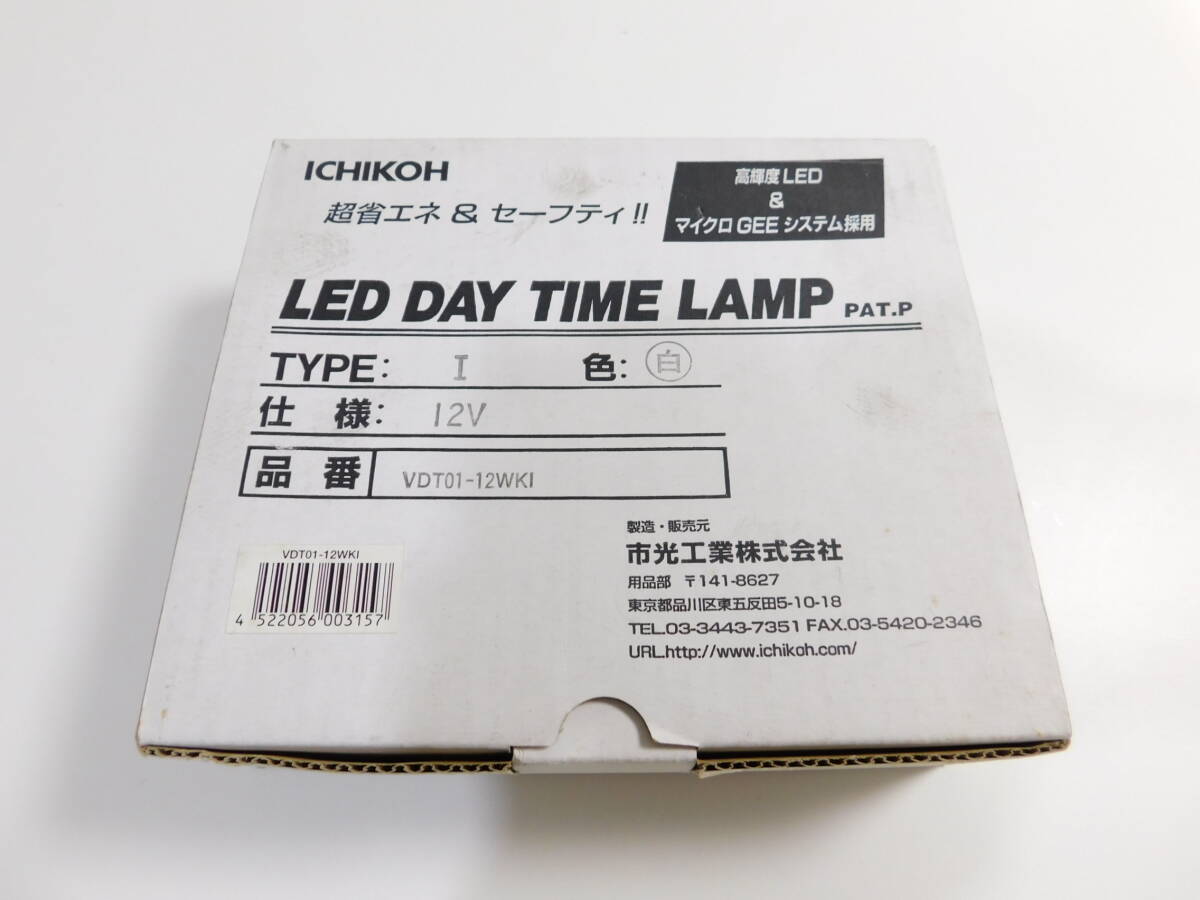 ICHIKOH
超省エネ & セーフティ!!
高輝度 LED
&
マイクロ GEE システム採用
LED DAY TIME LAMP PAT.P
TYPE: I 色: 白
仕 様: 12V
品 番 VDT01-12WKI
VDT01-12WKI
4 522056 003157
製造・販売元
市光工業株式会社
用品部 〒141-8627
東京都品川区東五反田5-10-18
TEL.03-3443-7351 FAX.03-5420-2346
URL.http://www.ichikoh.com/